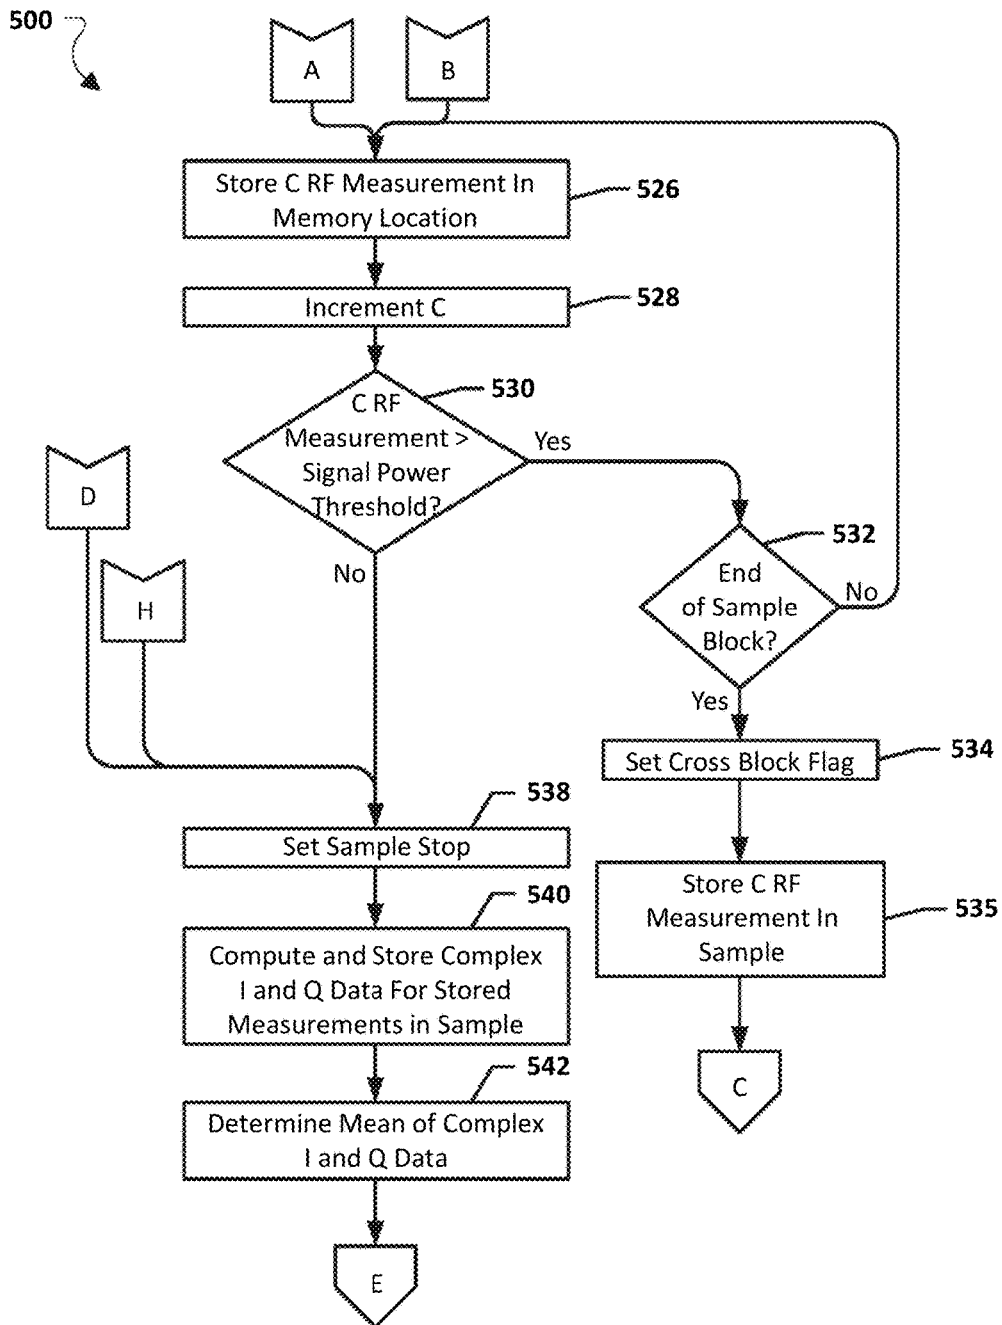 500
A
B
Store C RF Measurement In
Memory Location
526
Increment C
528
530
C RF
Measurement >
Signal Power
Threshold?
Yes
No
D
H
532
End
of Sample
Block?
No
Yes
Set Cross Block Flag
534
538
Set Sample Stop
Store C RF
Measurement In
Sample
535
540
Compute and Store Complex
I and Q Data For Stored
Measurements in Sample
542
Determine Mean of Complex
I and Q Data
C
E